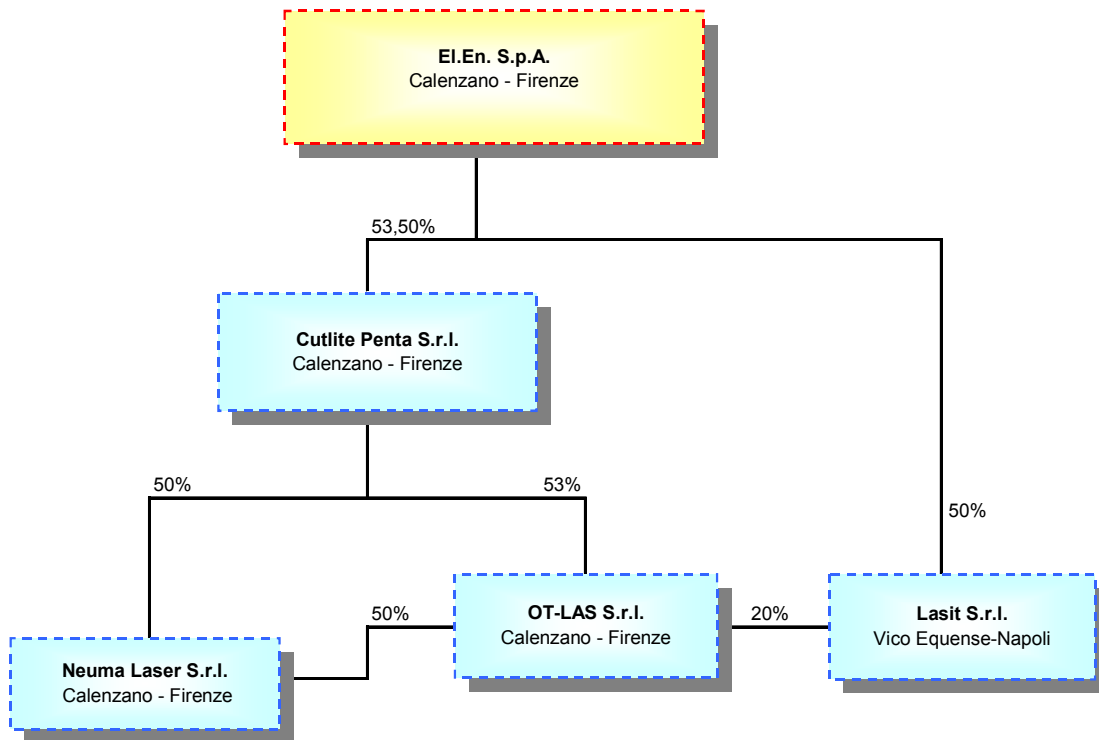 El.En. S.p.A.
Calenzano - Firenze
53,50%
Cutlite Penta S.r.l.
Calenzano - Firenze
50%
53%
50%
OT-LAS S.r.l.
Calenzano - Firenze
50%
20%
Lasit S.r.l.
Vico Equense-Napoli
Neuma Laser S.r.l.
Calenzano - Firenze